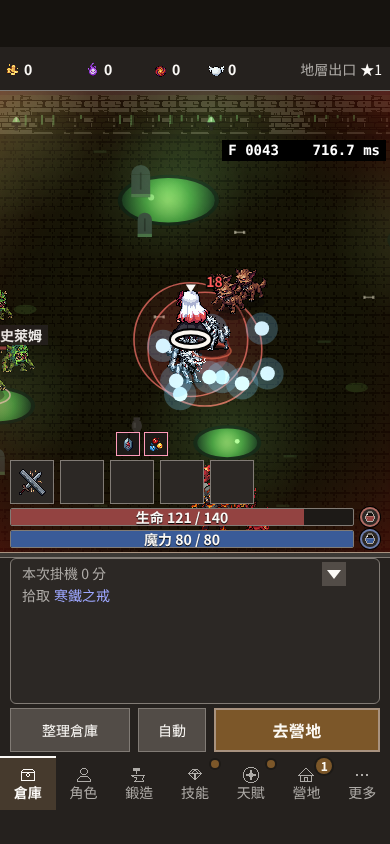 0 0 0 0 地層出口 ★1
F 0043 716.7 ms
18
史萊姆
生命 121 / 140
魔力 80 / 80
本次掛機 0 分
拾取 寒鐵之戒
整理倉庫 自動 去營地
1
倉庫 角色 鍛造 技能 天賦 營地 更多